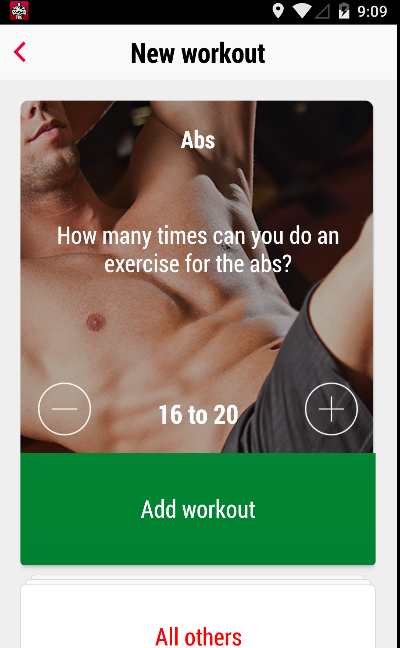 9:09
New workout
Abs
How many times can you do an
exercise for the abs?
16 to 20
Add workout
All others